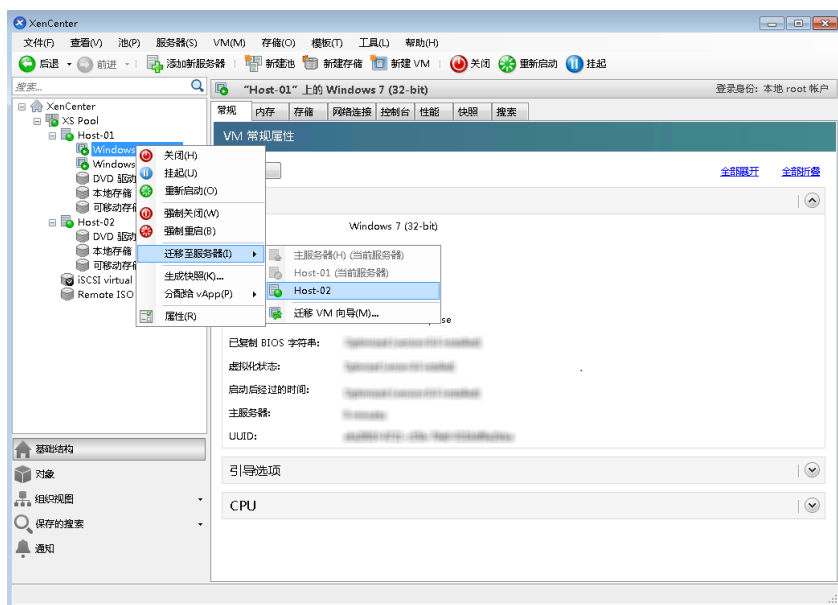 XenCenter
文件(F) 查看(V) 池(P) 服务器(S) VM(M) 存储(O) 模板(T) 工具(L) 帮助(H)
后退 前进 添加新服务器 新建池 新建存储 新建 VM 关闭 重新启动 挂起
搜索...
“Host-01”上的 Windows 7 (32-bit)
登录身份: 本地 root 帐户
XenCenter
XS Pool
Host-01
Windows
Windows
DVD 驱动
本地存储
可移动存储
Host-02
DVD 驱动
本地存储
可移动存储
iSCSI virtual
Remote ISO
常规 内存 存储 网络连接 控制台 性能 快照 搜索
VM 常规属性
全部展开 全部折叠
Windows 7 (32-bit)
关闭(H)
挂起(U)
重新启动(O)
强制关闭(W)
强制重启(B)
迁移至服务器(I)
生成快照(K)...
分配给 vApp(P)
属性(R)
主服务器(H) (当前服务器)
Host-01 (当前服务器)
Host-02
迁移 VM 向导(M)...
已复制 BIOS 字符串:
虚拟化状态:
启动后经过的时间:
主服务器:
UUID:
引导选项
CPU
基础结构
对象
组织视图
保存的搜索
通知